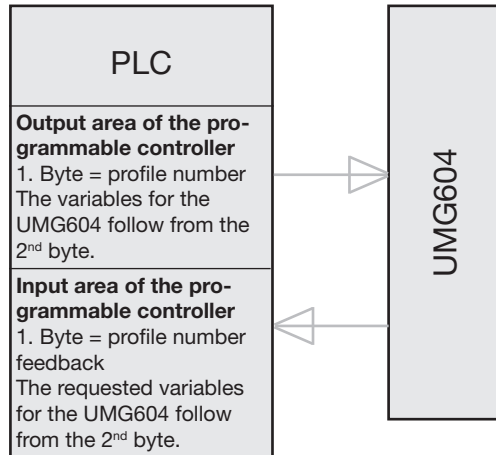 PLC
Output area of the pro-
grammable controller
1. Byte = profile number
The variables for the
UMG604 follow from the
2nd byte.
Input area of the pro-
grammable controller
1. Byte = profile number
feedback
The requested variables
for the UMG604 follow
from the 2nd byte.
UMG604